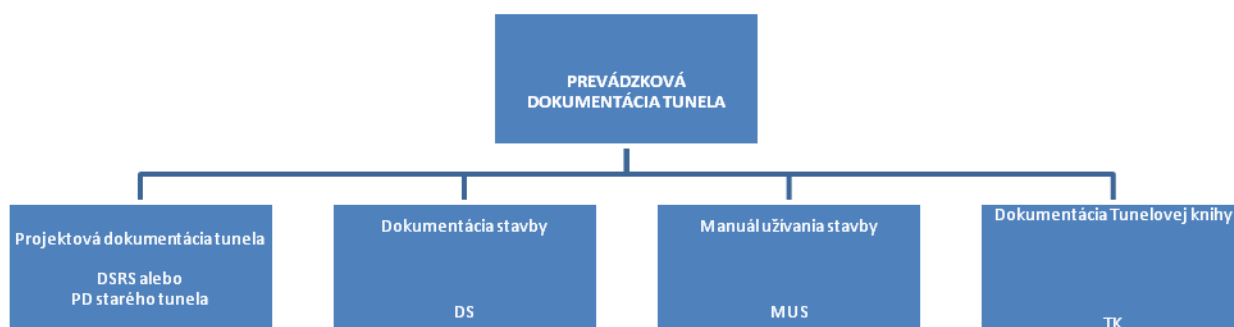 PREVÁDZKOVÁ
DOKUMENTÁCIA TUNELA
Projektová dokumentácia tunela
DSRS alebo
PD starého tunela
Dokumentácia stavby
DS
Manuál užívania stavby
MUS
Dokumentácia Tunelovej knihy
TK